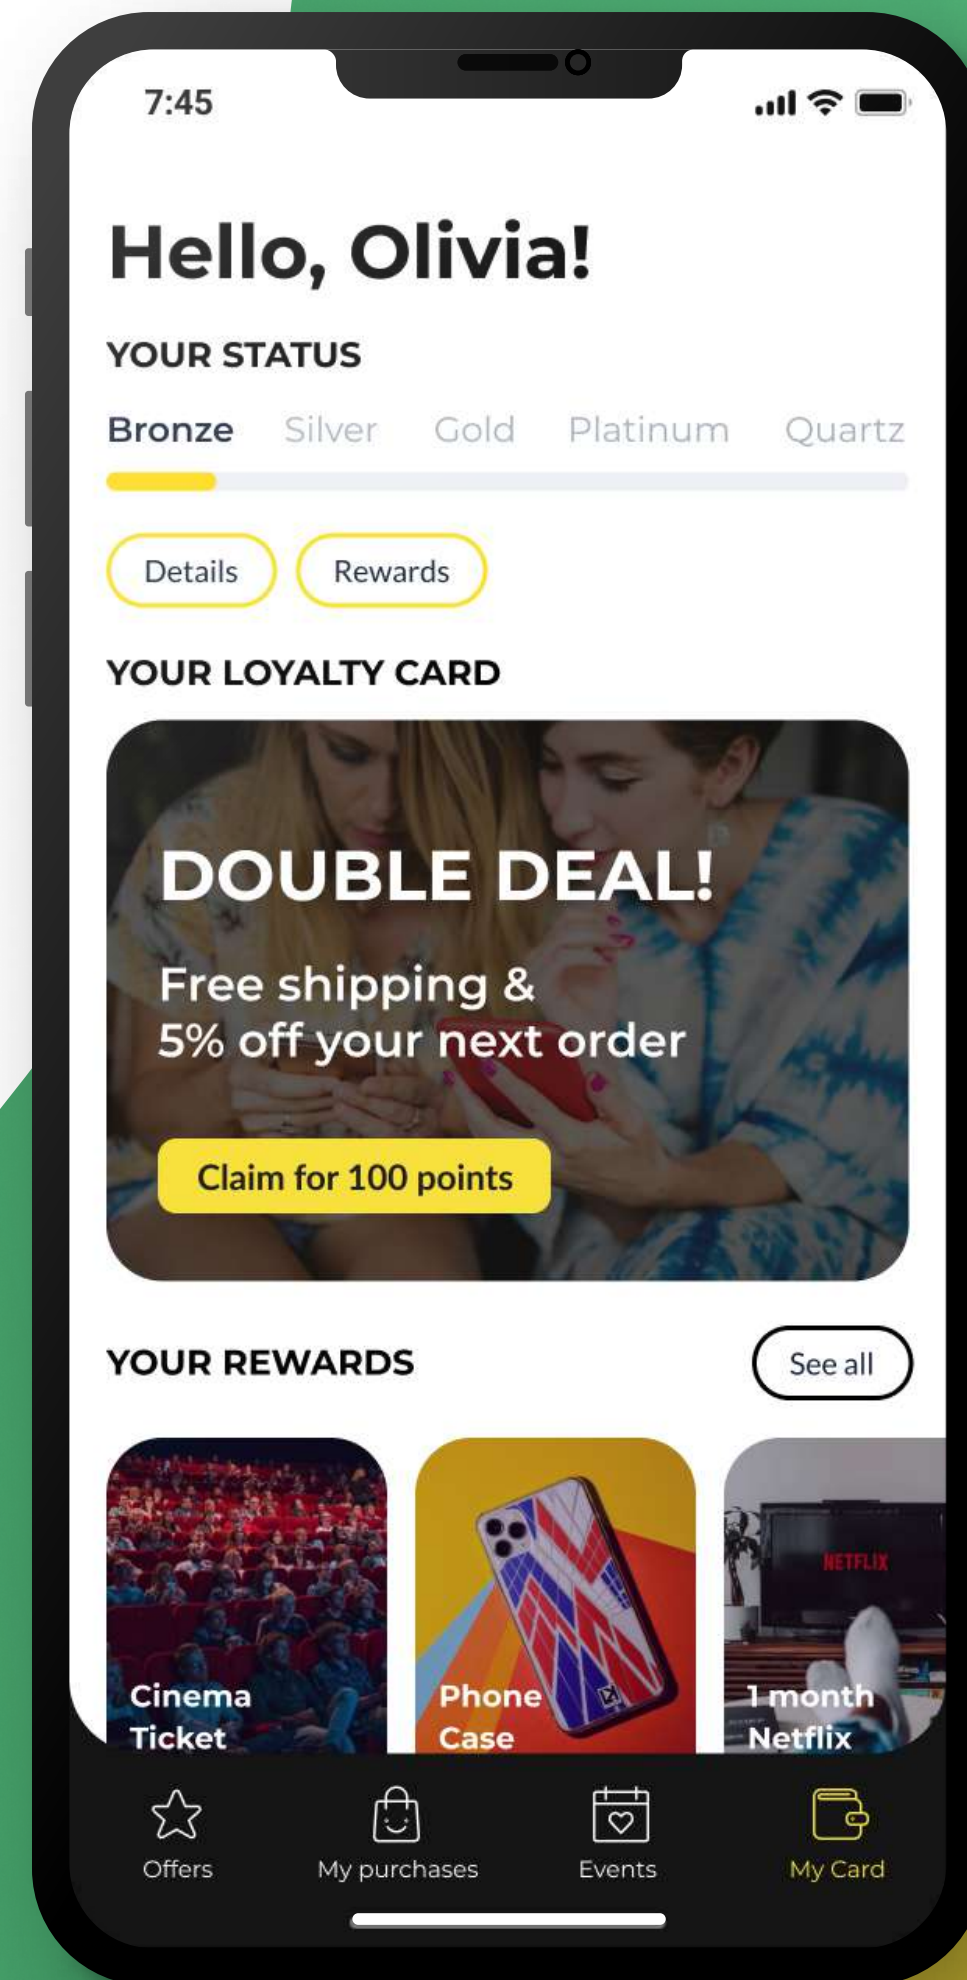 7:45
Hello, Olivia!
YOUR STATUS
Bronze Silver Gold Platinum Quartz
Details Rewards
YOUR LOYALTY CARD
DOUBLE DEAL!
Free shipping &
5% off your next order
Claim for 100 points
YOUR REWARDS
See all
NETFLIX
Cinema
Ticket
Phone
Case
1 month
Netflix
Offers My purchases Events My Card